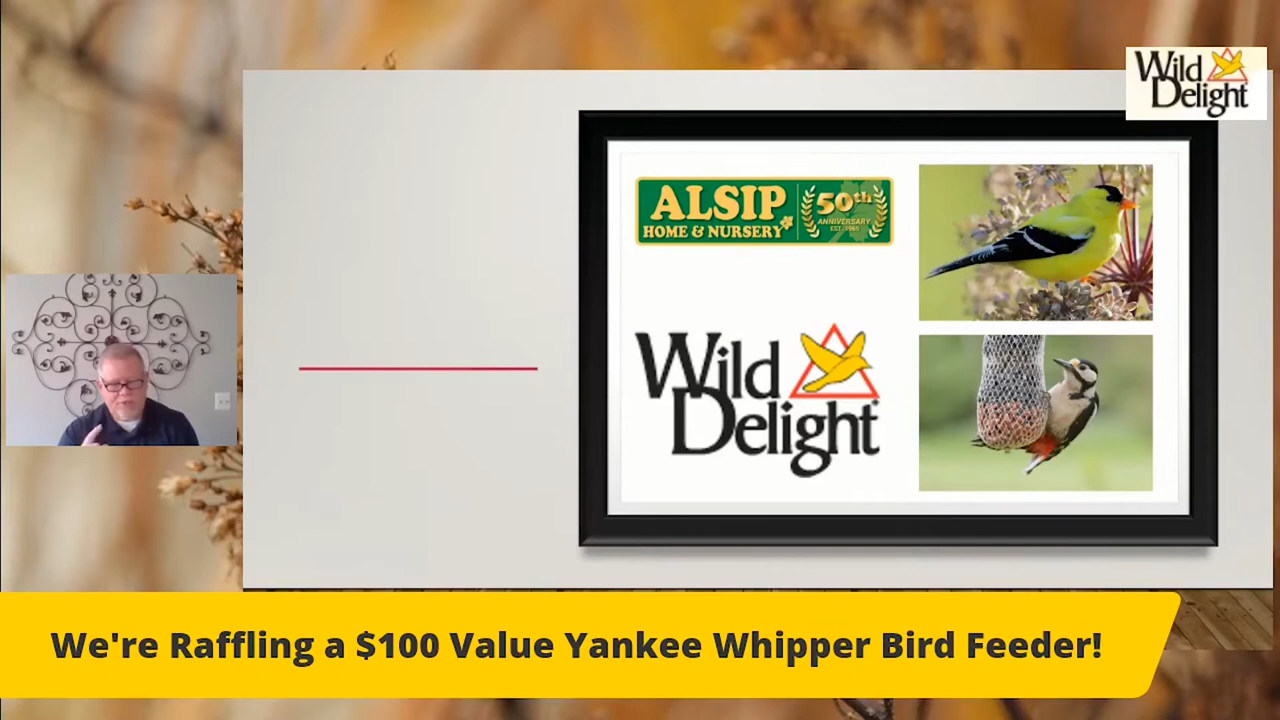 Wild
Delight
ALSIP
HOME & NURSERY
50th
ANNIVERSARY
EST. 1969
Wild
Delight
We're Raffling a $100 Value Yankee Whipper Bird Feeder!